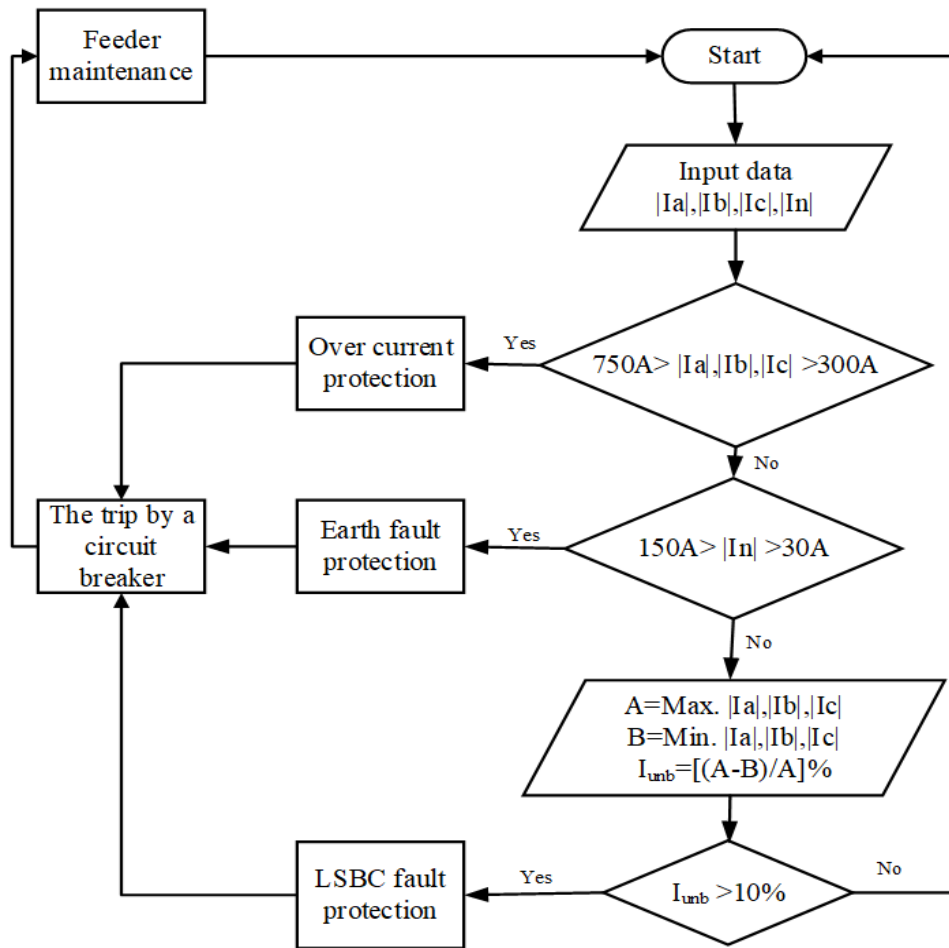 Feeder
maintenance
Start
Input data
|Ia|,|Ib|,|Ic|,|In|
750A> |Ia|,|Ib|,|Ic| >300A
Yes
Over current
protection
No
150A> |In| >30A
Yes
Earth fault
protection
The trip by a
circuit
breaker
No
A=Max. |Ia|,|Ib|,|Ic|
B=Min. |Ia|,|Ib|,|Ic|
Iunb=[(A-B)/A]%
Iunb >10%
Yes
No
LSBC fault
protection